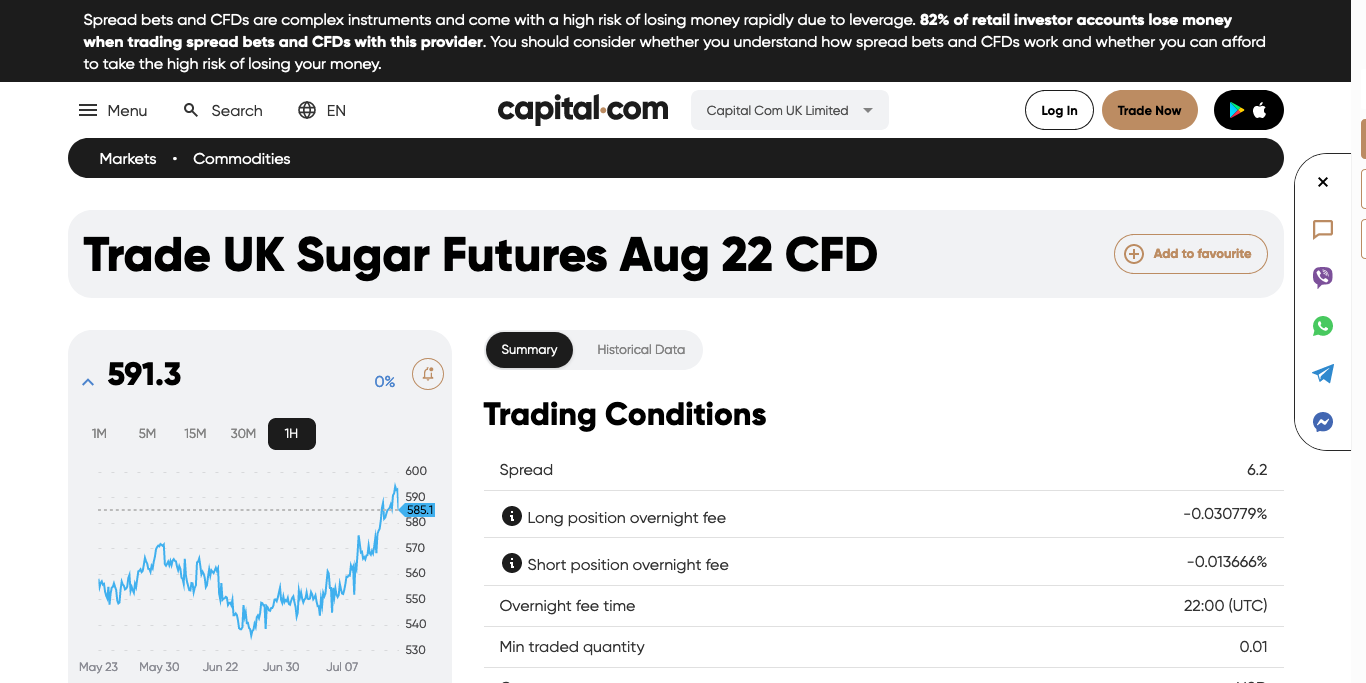 Spread bets and CFDs are complex instruments and come with a high risk of losing money rapidly due to leverage. 82% of retail investor accounts lose money
when trading spread bets and CFDs with this provider. You should consider whether you understand how spread bets and CFDs work and whether you can afford
to take the high risk of losing your money.
Menu Search EN capital.com Capital Com UK Limited Log In Trade Now
Markets • Commodities
Trade UK Sugar Futures Aug 22 CFD
Add to favourite
591.3 0%
1M 5M 15M 30M 1H
600
590
585.1
580
570
560
550
540
530
May 23 May 30 Jun 22 Jun 30 Jul 07
Summary Historical Data
Trading Conditions
Spread 6.2
Long position overnight fee -0.030779%
Short position overnight fee -0.013666%
Overnight fee time 22:00 (UTC)
Min traded quantity 0.01